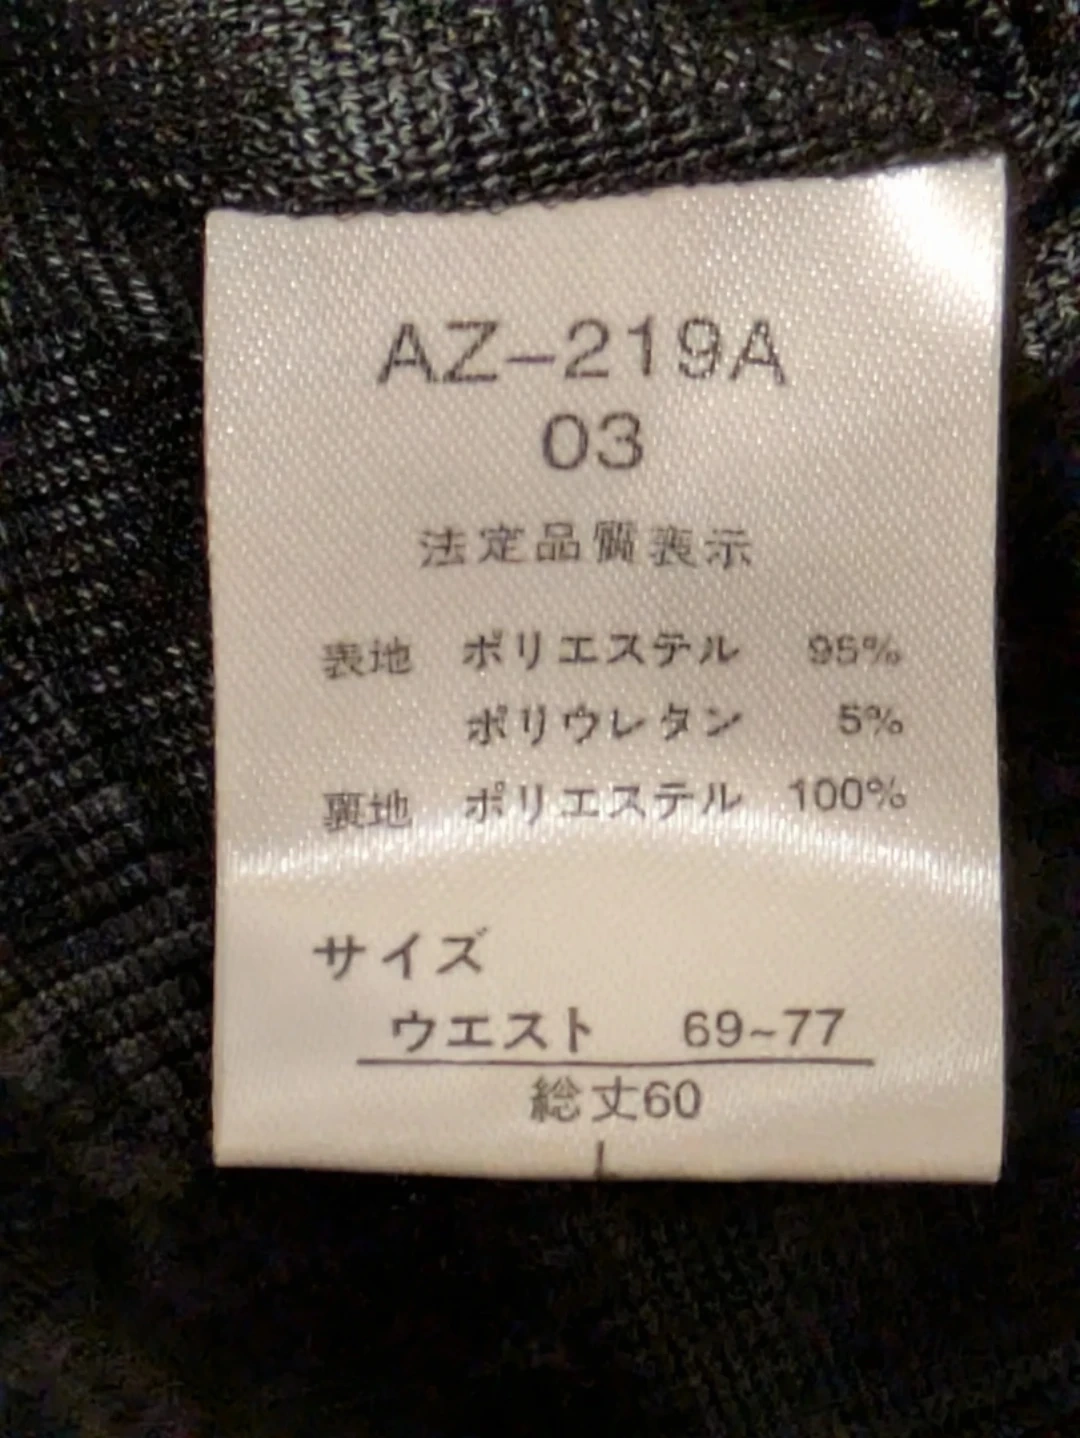 AZ-219A
03
法定品質表示
表地 ポリエステル 95%
ポリウレタン 5%
裏地 ポリエステル 100%
サイズ
ウエスト 69~77
総丈60
L